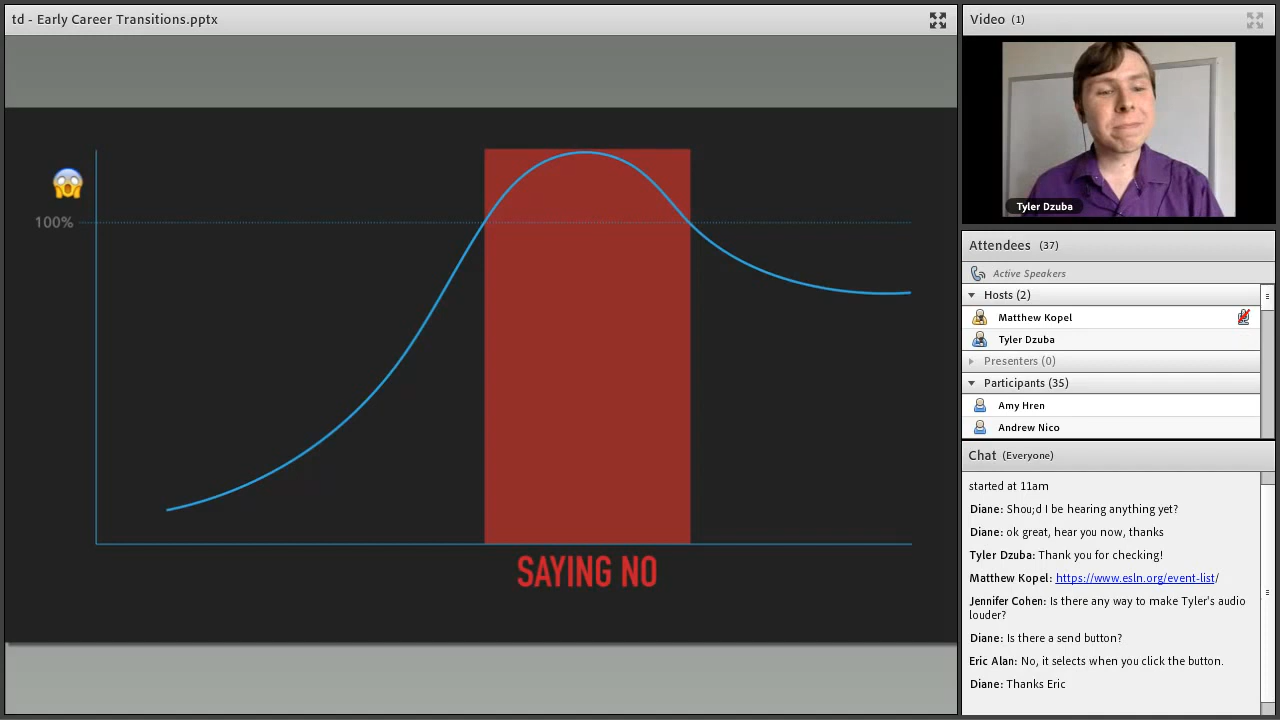 td - Early Career Transitions.pptx
100%
SAYING NO
Video (1)
Tyler Dzuba
Attendees (37)
Active Speakers
Hosts (2)
Matthew Kopel
Tyler Dzuba
Presenters (0)
Participants (35)
Amy Hren
Andrew Nico
Chat (Everyone)
started at 11am
Diane: Shou;d I be hearing anything yet?
Diane: ok great, hear you now, thanks
Tyler Dzuba: Thank you for checking!
Matthew Kopel: https://www.esln.org/event-list/
Jennifer Cohen: Is there any way to make Tyler's audio
louder?
Diane: Is there a send button?
Eric Alan: No, it selects when you click the button.
Diane: Thanks Eric